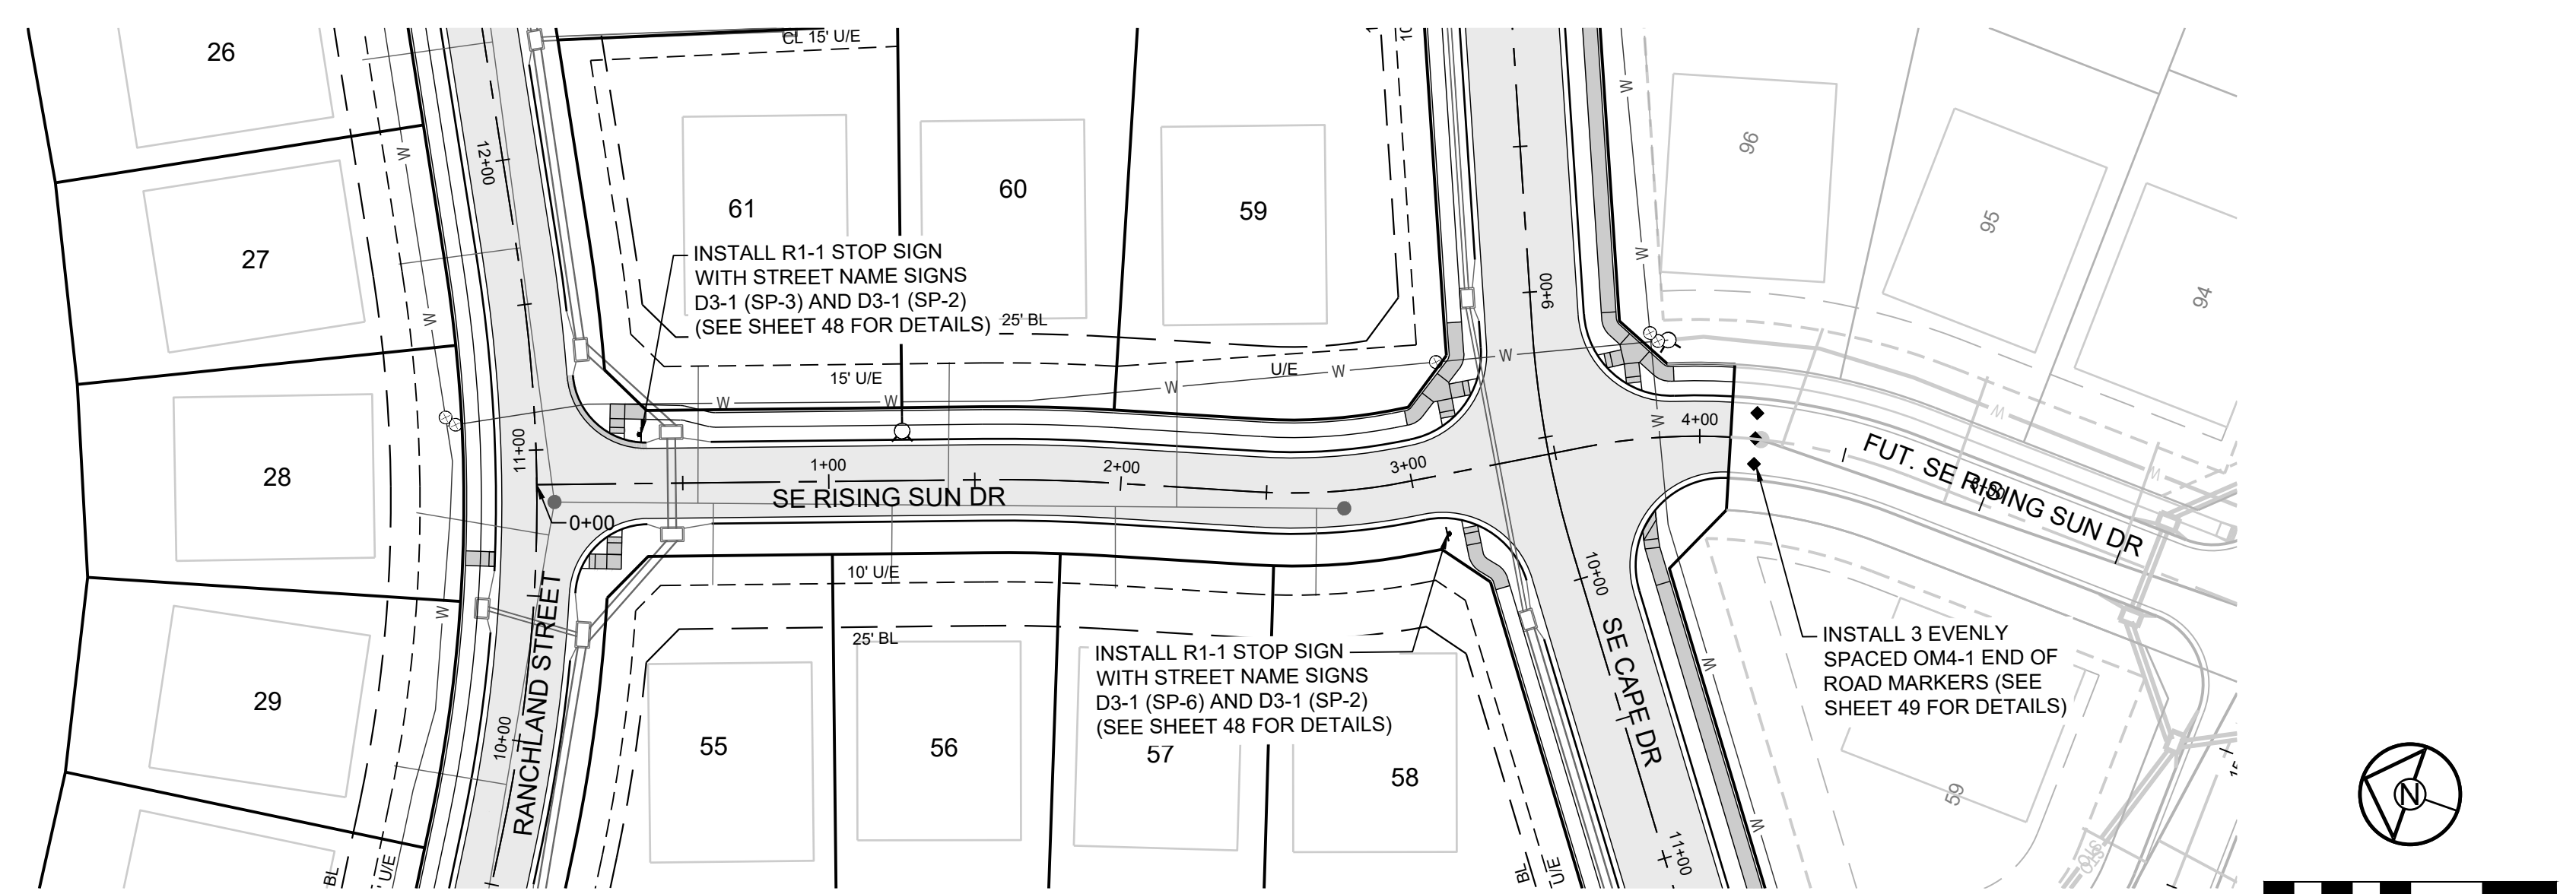 26
27
28
29
BL
U/E
12+00
11+00
10+00
RANCHLAND STREET
W
W
W
CL 15' U/E
61
60
59
INSTALL R1-1 STOP SIGN
WITH STREET NAME SIGNS
D3-1 (SP-3) AND D3-1 (SP-2)
(SEE SHEET 48 FOR DETAILS)
25' BL
15' U/E
U/E
W
W
W
W
W
0+00
1+00
2+00
3+00
4+00
SE RISING SUN DR
10' U/E
25' BL
55
56
57
58
INSTALL R1-1 STOP SIGN
WITH STREET NAME SIGNS
D3-1 (SP-6) AND D3-1 (SP-2)
(SEE SHEET 48 FOR DETAILS)
BL
U/E
9+00
10+00
11+00
SE CAPE DR
W
W
W
W
W
96
95
94
W
W
FUT. SE RISING SUN DR
INSTALL 3 EVENLY
SPACED OM4-1 END OF
ROAD MARKERS (SEE
SHEET 49 FOR DETAILS)
59
N